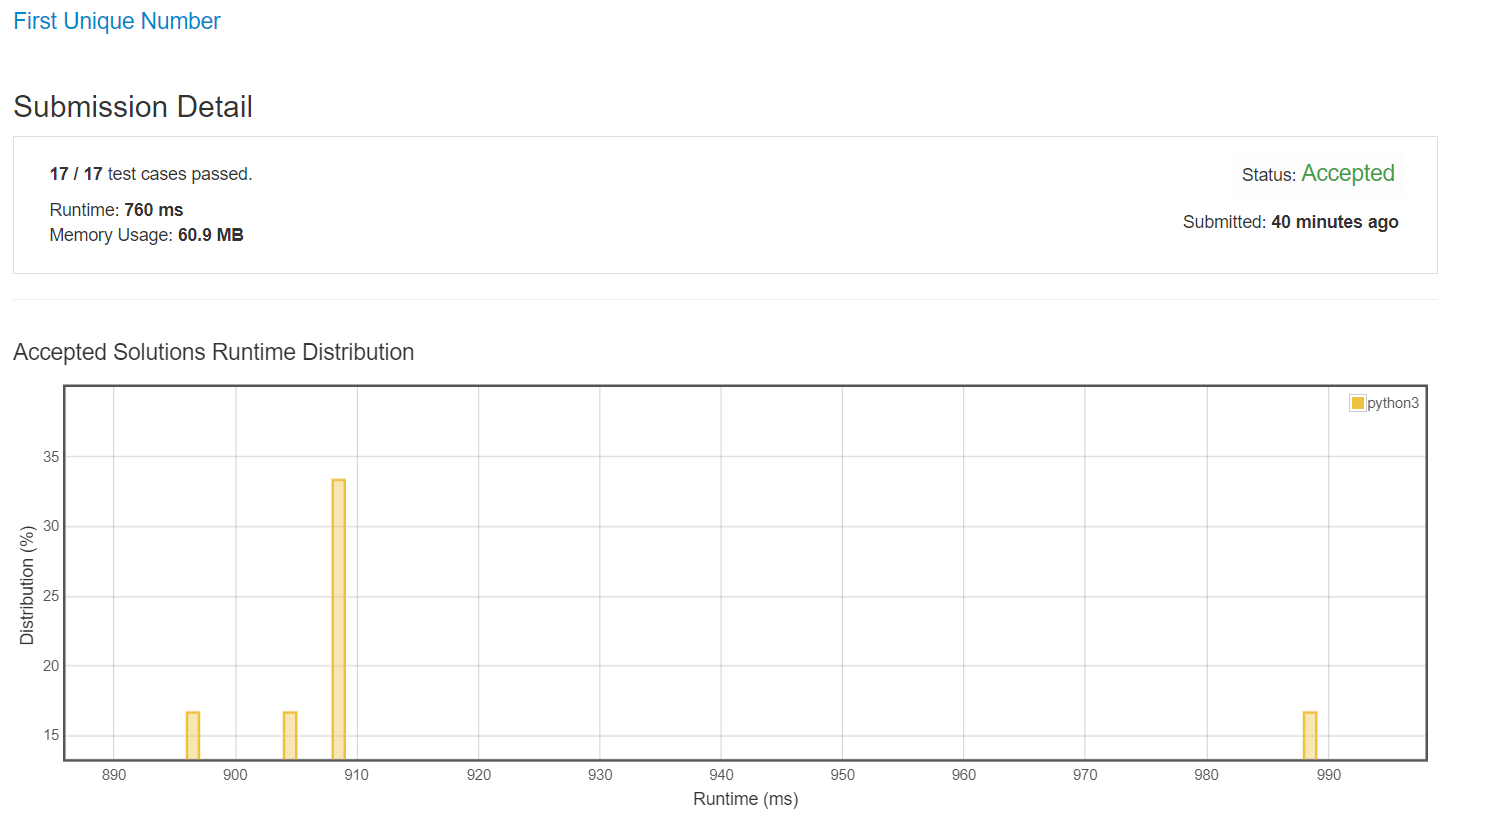 First Unique Number
Submission Detail
17 / 17 test cases passed.
Status: Accepted
Runtime: 760 ms
Memory Usage: 60.9 MB
Submitted: 40 minutes ago
Accepted Solutions Runtime Distribution
python3
35
30
25
20
15
Distribution (%)
890 900 910 920 930 940 950 960 970 980 990
Runtime (ms)